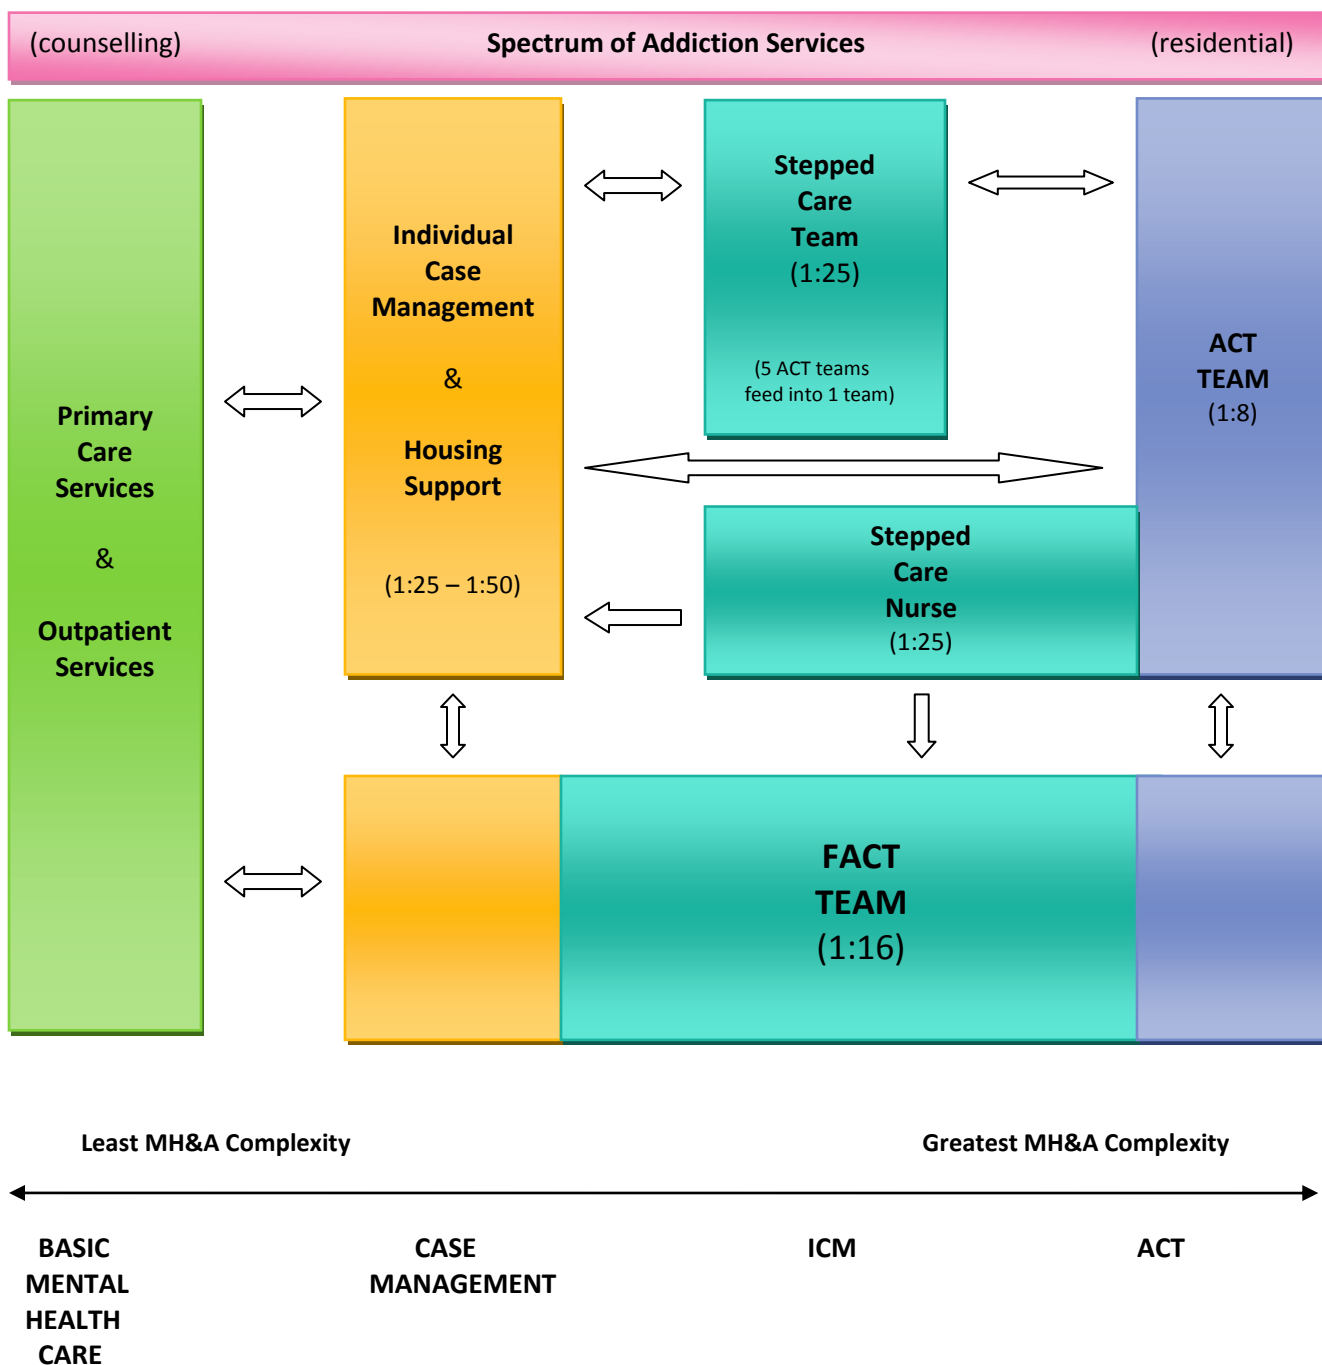 (counselling) Spectrum of Addiction Services (residential)
Primary
Care
Services
&
Outpatient
Services
Individual
Case
Management
&
Housing
Support
(1:25 – 1:50)
Stepped
Care
Team
(1:25)
(5 ACT teams
feed into 1 team)
ACT
TEAM
(1:8)
Stepped
Care
Nurse
(1:25)
FACT
TEAM
(1:16)
Least MH&A Complexity
Greatest MH&A Complexity
BASIC
MENTAL
HEALTH
CARE
CASE
MANAGEMENT
ICM
ACT